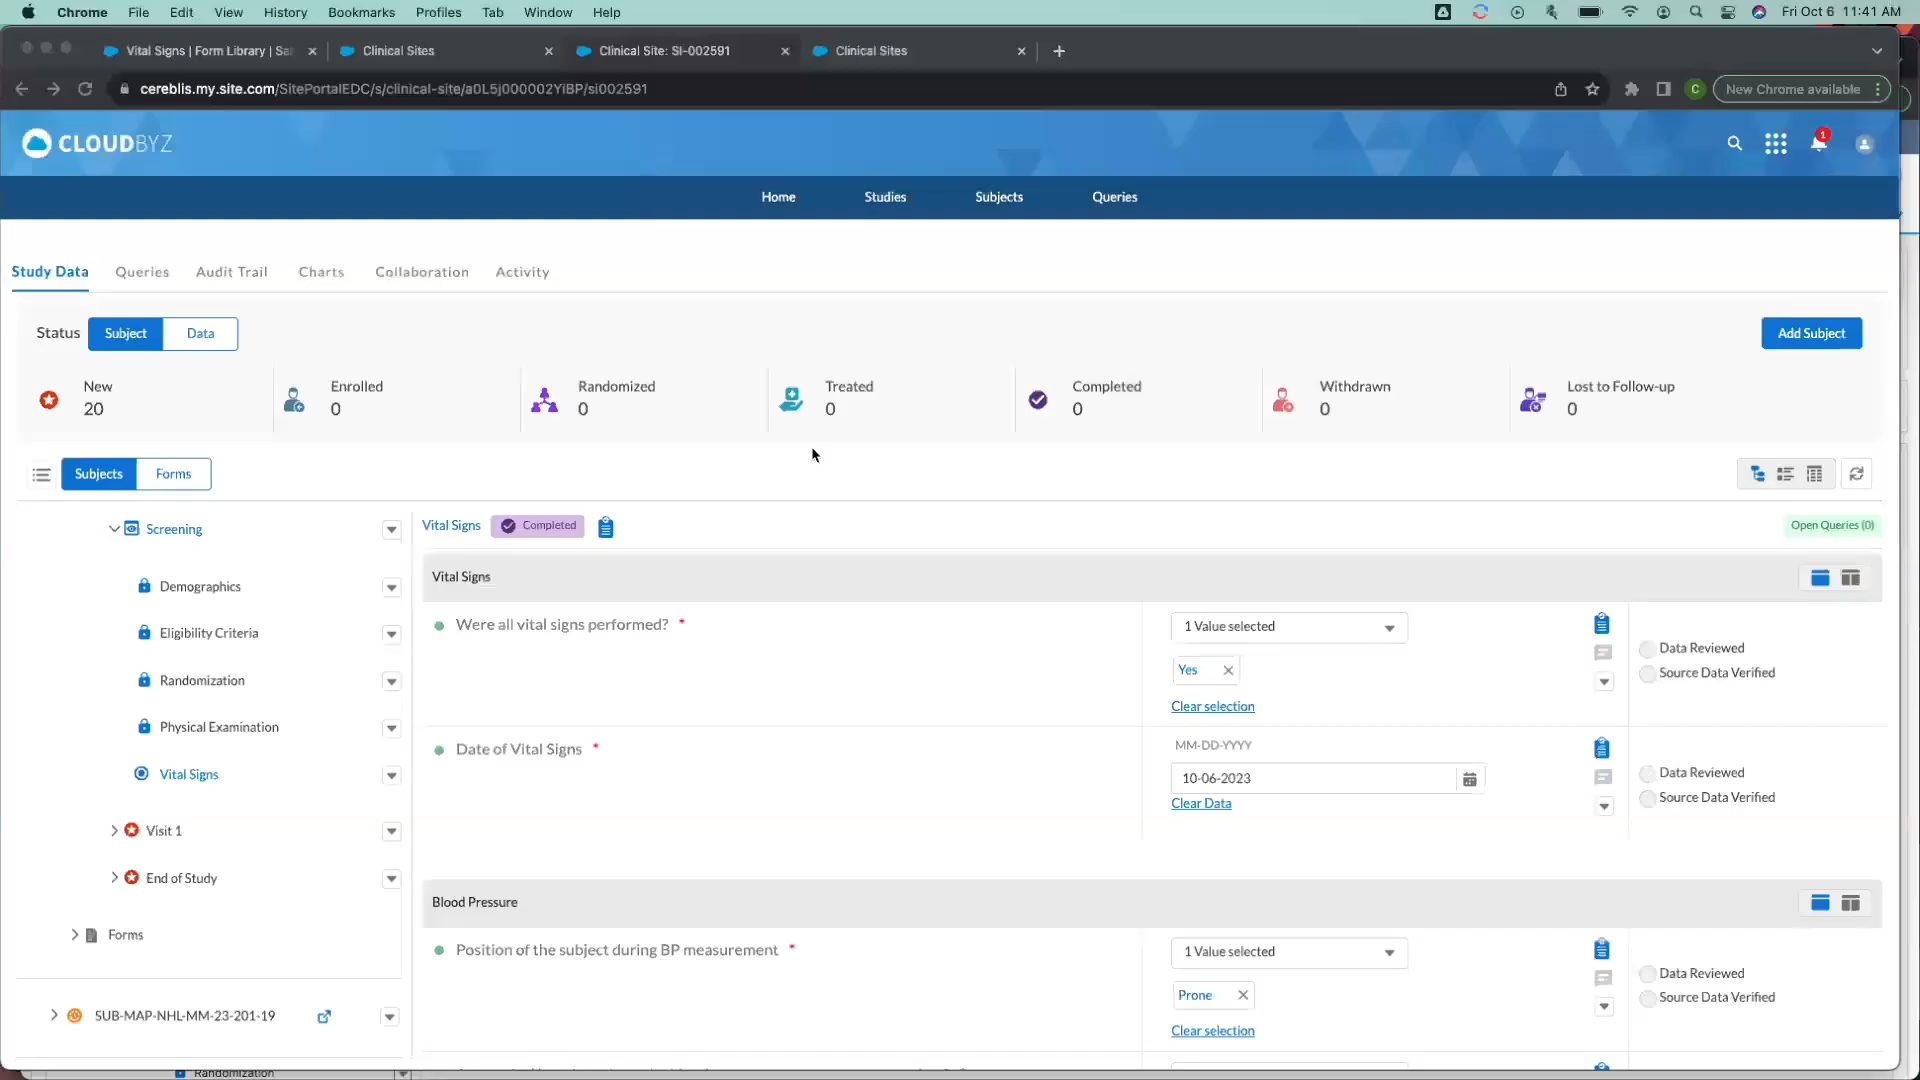 Chrome File Edit View History Bookmarks Profiles Tab Window Help Fri Oct 6 11:41 AM
Vital Signs | Form Library | Sa Clinical Sites Clinical Site: SI-002591 Clinical Sites
cereblis.my.site.com/SitePortalEDC/s/clinical-site/a0L5j000002YiBP/si002591 C New Chrome available
CLOUDBYZ 1
Home Studies Subjects Queries
Study Data Queries Audit Trail Charts Collaboration Activity
Status Subject Data Add Subject
New Enrolled Randomized Treated Completed Withdrawn Lost to Follow-up
20 0 0 0 0 0 0
Subjects Forms
Screening Vital Signs Completed Open Queries (0)
Vital Signs
Demographics
Were all vital signs performed? * 1 Value selected
Eligibility Criteria
Data Reviewed
Yes
Source Data Verified
Randomization
Clear selection
Physical Examination
Date of Vital Signs * MM-DD-YYYY
Data Reviewed
Vital Signs 10-06-2023
Source Data Verified
Clear Data
Visit 1
End of Study
Blood Pressure
Forms
Position of the subject during BP measurement * 1 Value selected
Data Reviewed
Prone
Source Data Verified
SUB-MAP-NHL-MM-23-201-19
Clear selection
Randomization